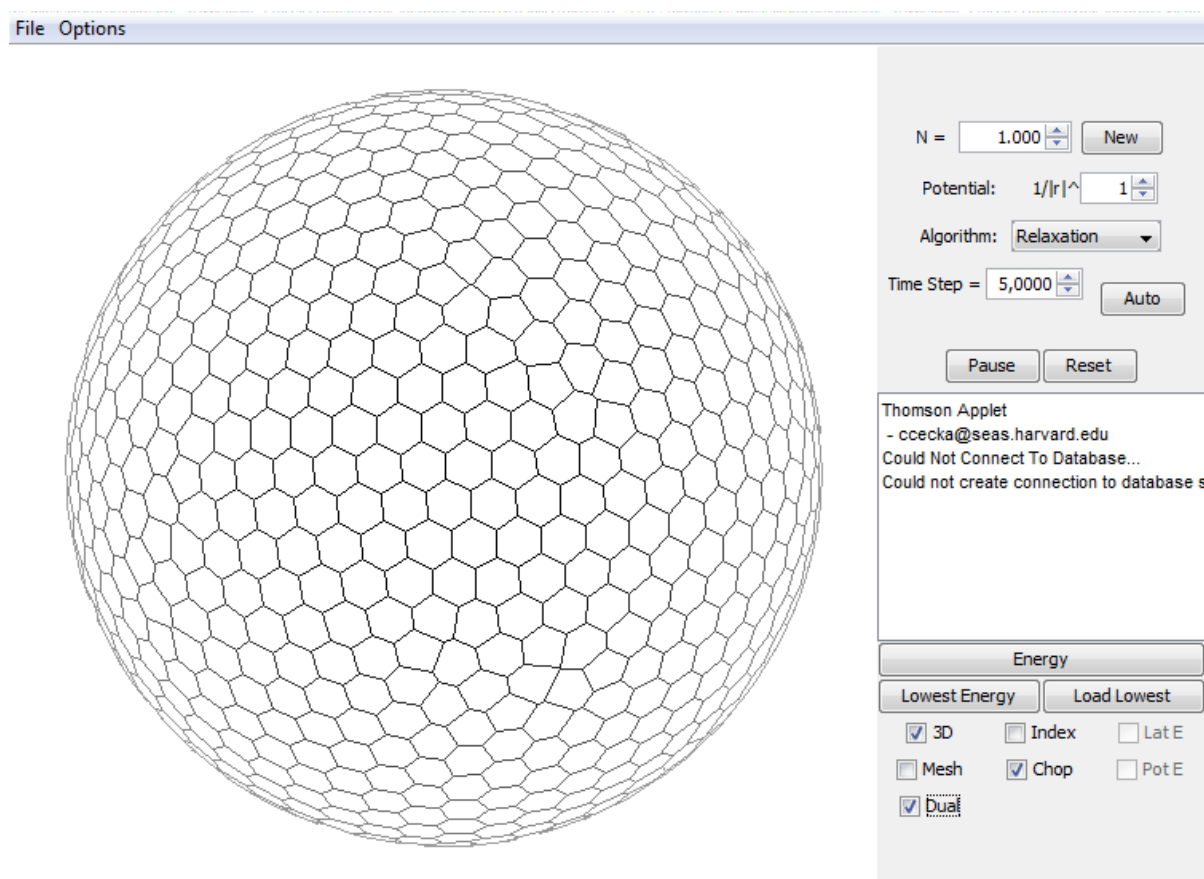 File Options
N = 1.000 New
Potential: 1/|r|^ 1
Algorithm: Relaxation
Time Step = 5,0000 Auto
Pause Reset
Thomson Applet
- ccecka@seas.harvard.edu
Could Not Connect To Database...
Could not create connection to database s
Energy
Lowest Energy Load Lowest
3D Index Lat E
Mesh Chop Pot E
Dual